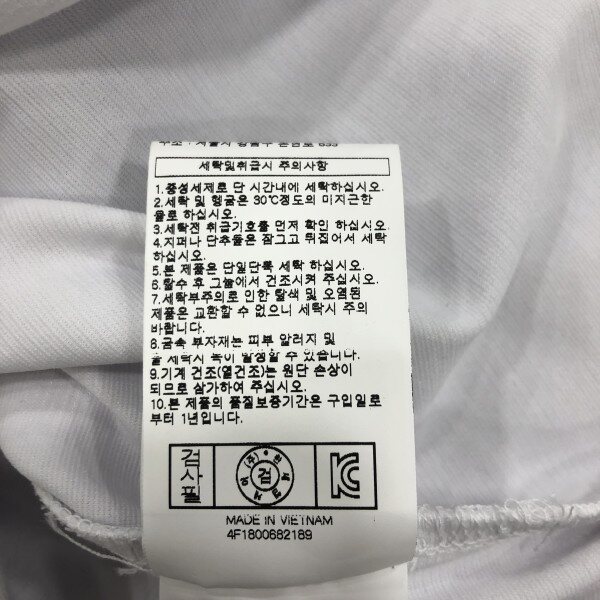 세탁및취급시 주의사항
1.중성세제로 단 시간내에 세탁하십시오.
2.세탁 및 헹굼은 30℃정도의 미지근한
물로 하십시오.
3.세탁전 취급기호를 먼저 확인 하십시오.
4.지퍼나 단추들은 잠그고 뒤집어서 세탁
하십시오.
5.본 제품은 단일단독 세탁 하십시오.
6.탈수 후 그늘에서 건조시켜 주십시오.
7.세탁부주의로 인한 탈색 및 오염된
제품은 교환할 수 없으니 세탁시 주의
바랍니다.
8.금속 부자재는 피부 알러지 및
물 세탁시 녹이 발생할 수 있습니다.
9.기계 건조(열건조)는 원단 손상이
되므로 삼가하여 주십시오.
10.본 제품의 품질보증기간은 구입일로
부터 1년입니다.
검사필
검
KC
MADE IN VIETNAM
4F1800682189